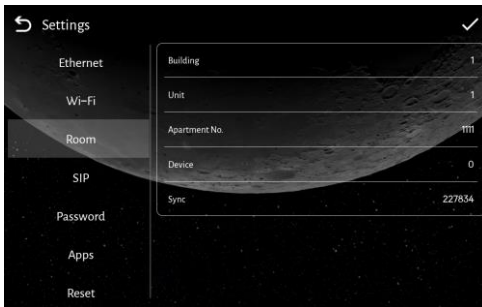 Settings
Ethernet
Wi-Fi
Room
SIP
Password
Apps
Reset
Building 1
Unit 1
Apartment No. 1111
Device 0
Sync 227834